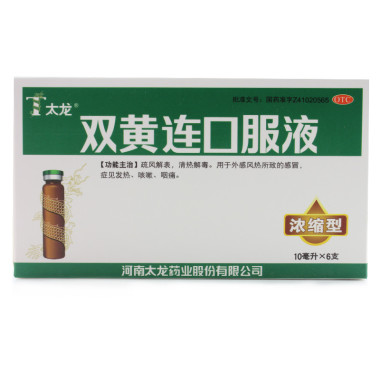 批准文号：国药准字Z41020565 OTC
太龙®
双黄连口服液
【功能主治】疏风解表，清热解毒。用于外感风热所致的感冒，
症见发热、咳嗽、咽痛。
浓缩型
10毫升×6支
河南太龙药业股份有限公司